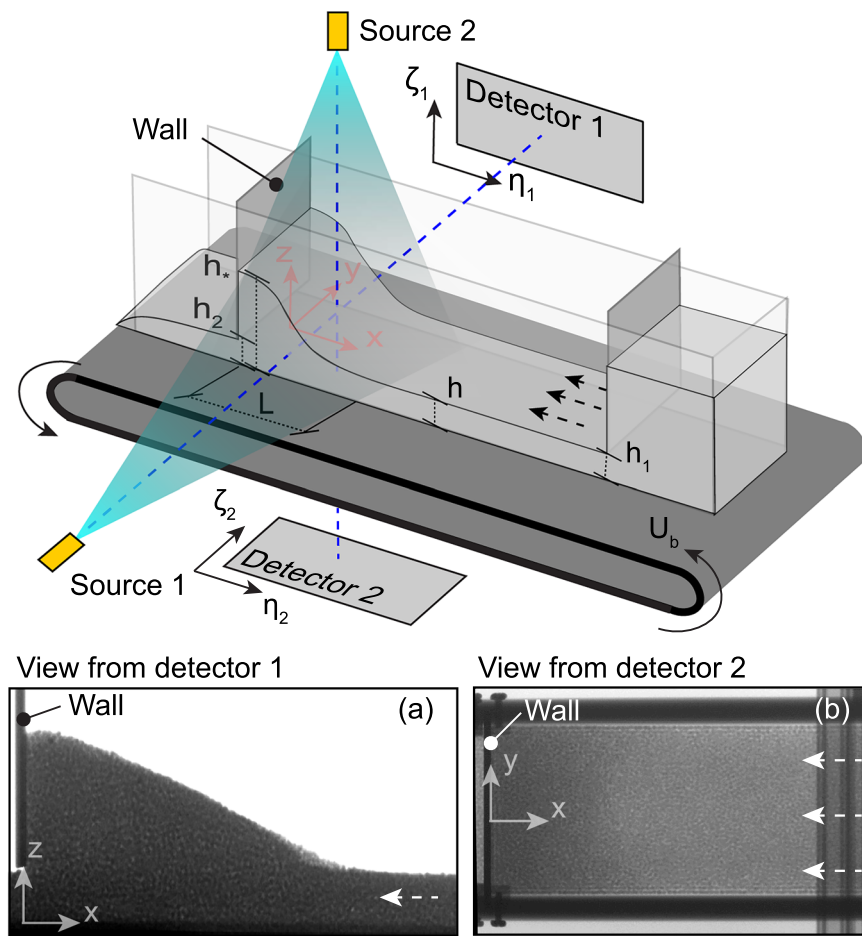 Source 2
ζ₁
Detector 1
Wall
η₁
z
y
x
h*
h₂
L
h
h₁
U_b
ζ₂
Source 1
Detector 2
η₂
View from detector 1
View from detector 2
Wall
(a)
z
x
Wall
(b)
y
x